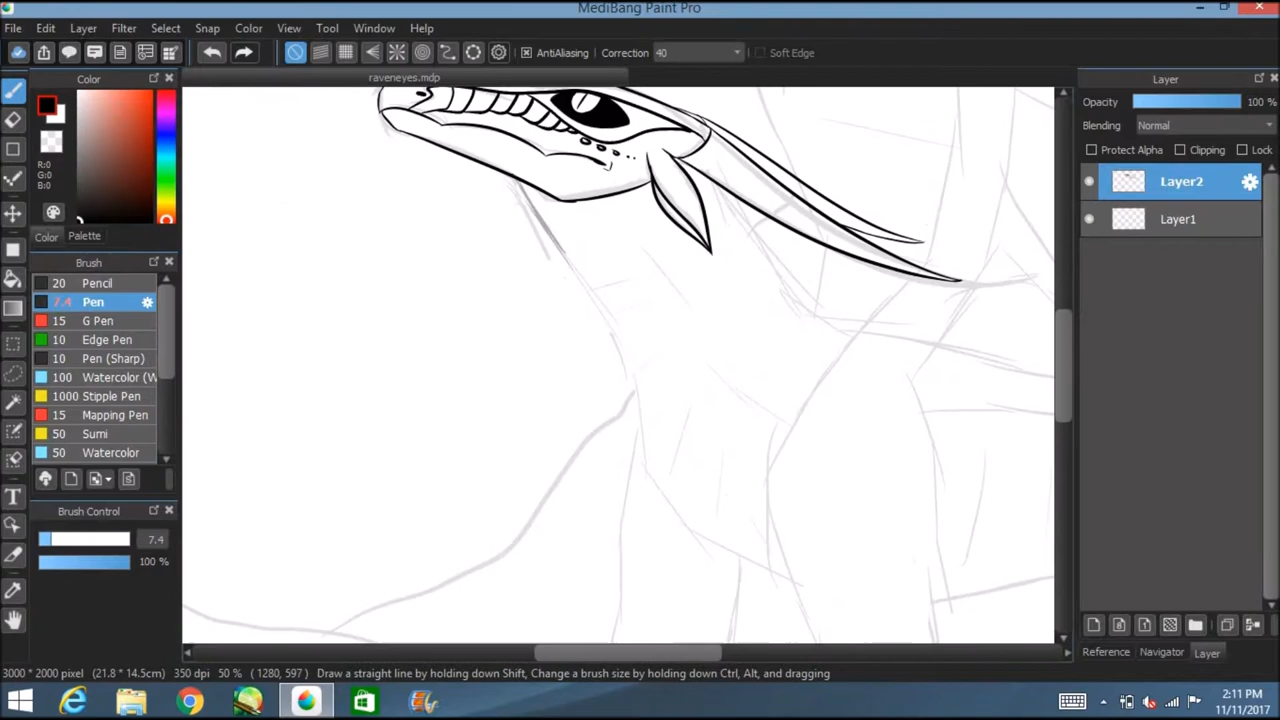 MediBang Paint Pro
File Edit Layer Filter Select Snap Color View Tool Window Help
AntiAliasing Correction 40 Soft Edge
Color
raveneyes.mdp
Layer
Opacity 100 %
Blending Normal
Protect Alpha Clipping Lock
R:0
G:0
B:0
Layer2
Layer1
Color Palette
Brush
20 Pencil
7.4 Pen
15 G Pen
10 Edge Pen
10 Pen (Sharp)
100 Watercolor (W
1000 Stipple Pen
15 Mapping Pen
50 Sumi
50 Watercolor
T
Brush Control
7.4
100 %
Reference Navigator Layer
3000 * 2000 pixel (21.8 * 14.5cm) 350 dpi 50 % ( 1280, 597 ) Draw a straight line by holding down Shift, Change a brush size by holding down Ctrl, Alt, and dragging
2:11 PM
11/11/2017